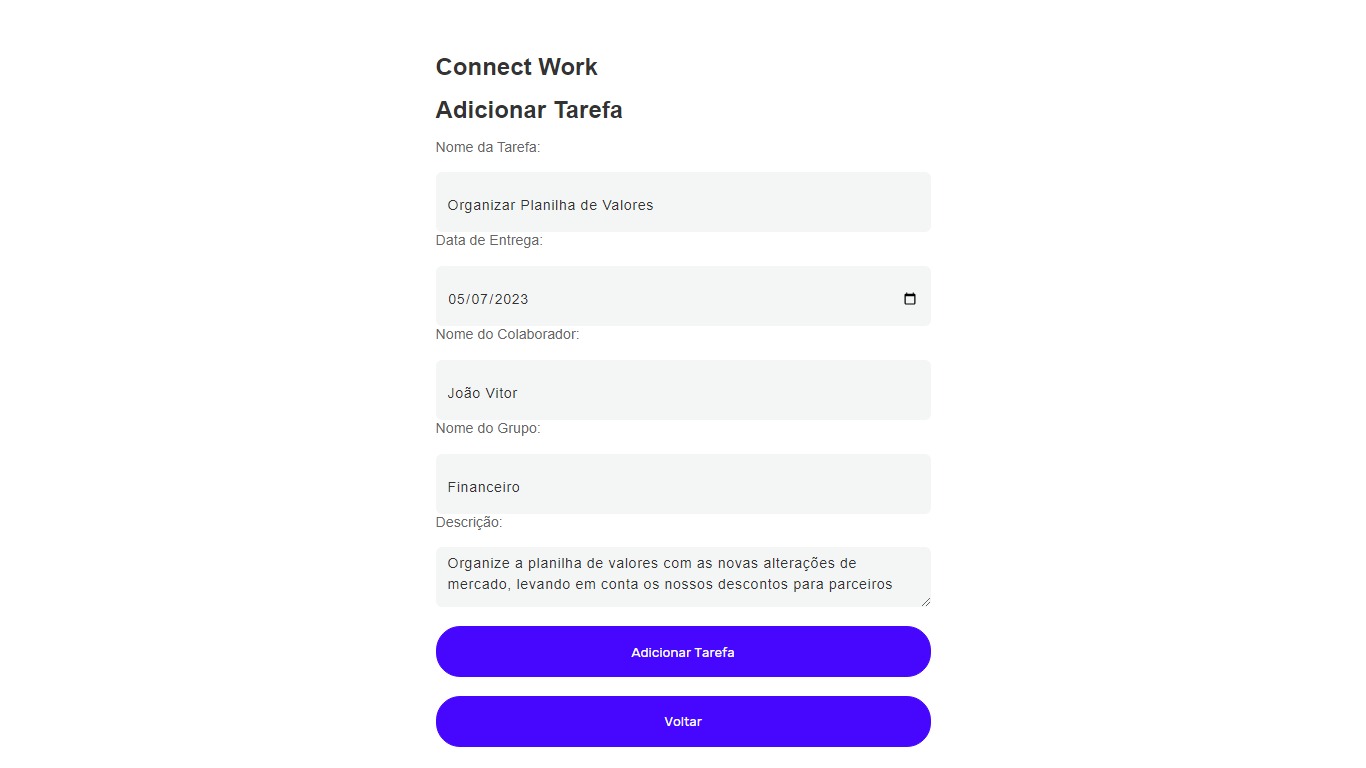 Connect Work
Adicionar Tarefa
Nome da Tarefa:
Organizar Planilha de Valores
Data de Entrega:
05/07/2023
Nome do Colaborador:
João Vitor
Nome do Grupo:
Financeiro
Descrição:
Organize a planilha de valores com as novas alterações de
mercado, levando em conta os nossos descontos para parceiros
Adicionar Tarefa
Voltar